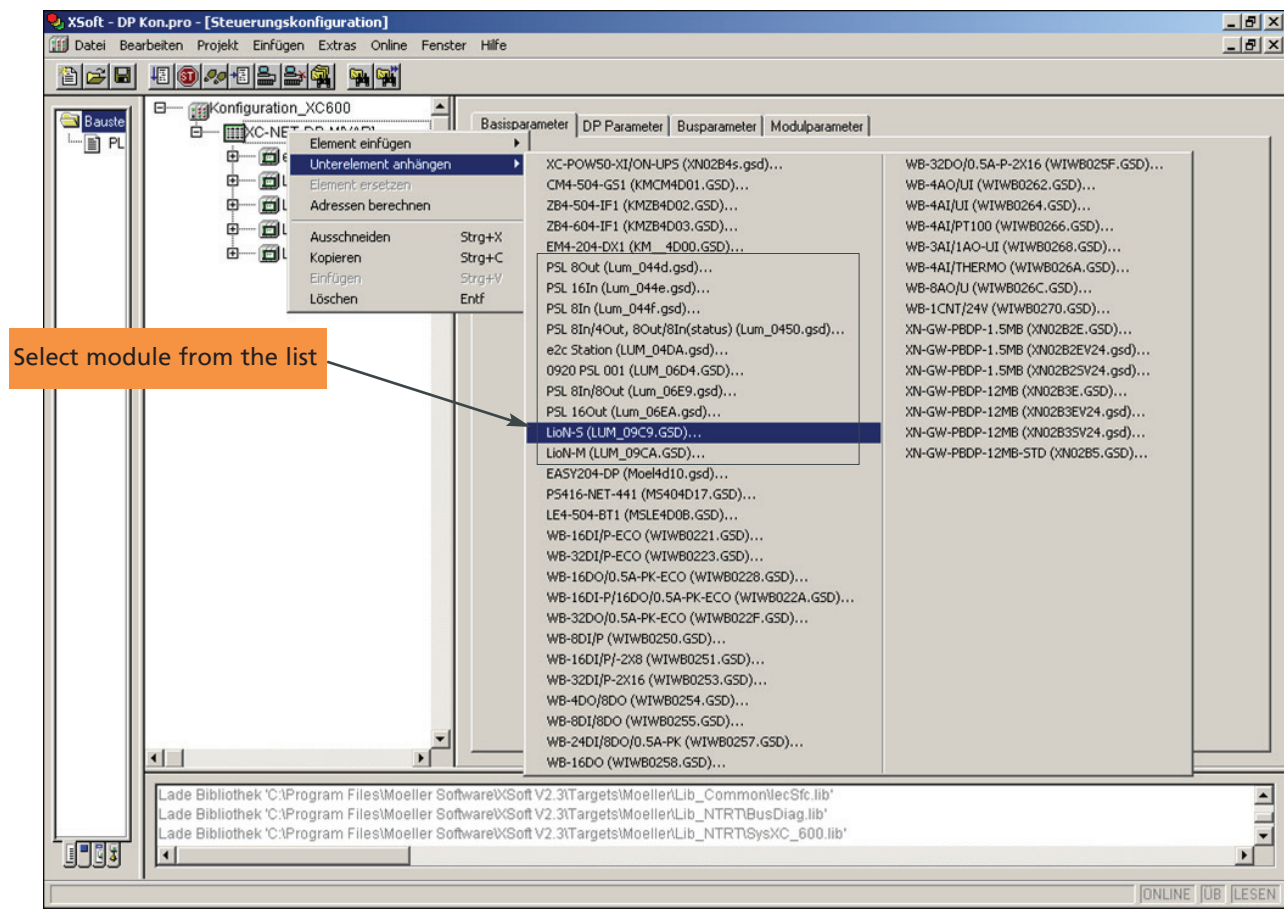 XSoft - DP Kon.pro - [Steuerungskonfiguration]
Datei Bearbeiten Projekt Einfügen Extras Online Fenster Hilfe
Bauste
PL
Konfiguration_XC600
Element einfügen
Unterelement anhängen
Element ersetzen
Adressen berechnen
Ausschneiden Strg+X
Kopieren Strg+C
Einfügen Strg+V
Löschen Entf
Basisparameter DP Parameter Busparameter Modulparameter
XC-POW50-XI/ON-UPS (XN02B4s.gsd)...
CM4-504-GS1 (KMCM4D01.GSD)...
ZB4-504-IF1 (KMZB4D02.GSD)...
ZB4-604-IF1 (KMZB4D03.GSD)...
EM4-204-DX1 (KM__4D00.GSD)...
PSL 8Out (Lum_044d.gsd)...
PSL 16In (Lum_044e.gsd)...
PSL 8In (Lum_044f.gsd)...
PSL 8In/4Out, 8Out/8In(status) (Lum_0450.gsd)...
e2c Station (LUM_04DA.gsd)...
0920 PSL 001 (LUM_06D4.GSD)...
PSL 8In/8Out (Lum_06E9.gsd)...
PSL 16Out (Lum_06EA.gsd)...
LioN-S (LUM_09C9.GSD)...
LioN-M (LUM_09CA.GSD)...
EASY204-DP (Moel4d10.gsd)...
PS416-NET-441 (MS404D17.GSD)...
LE4-504-BT1 (MSLE4D0B.GSD)...
WB-16DI/P-ECO (WIWB0221.GSD)...
WB-32DI/P-ECO (WIWB0223.GSD)...
WB-16DO/0.5A-PK-ECO (WIWB0228.GSD)...
WB-16DI-P/16DO/0.5A-PK-ECO (WIWB022A.GSD)...
WB-32DO/0.5A-PK-ECO (WIWB022F.GSD)...
WB-8DI/P (WIWB0250.GSD)...
WB-16DI/P/-2X8 (WIWB0251.GSD)...
WB-32DI/P-2X16 (WIWB0253.GSD)...
WB-4DO/8DO (WIWB0254.GSD)...
WB-8DI/8DO (WIWB0255.GSD)...
WB-24DI/8DO/0.5A-PK (WIWB0257.GSD)...
WB-16DO (WIWB0258.GSD)...
WB-32DO/0.5A-P-2X16 (WIWB025F.GSD)...
WB-4AO/UI (WIWB0262.GSD)...
WB-4AI/UI (WIWB0264.GSD)...
WB-4AI/PT100 (WIWB0266.GSD)...
WB-3AI/1AO-UI (WIWB0268.GSD)...
WB-4AI/THERMO (WIWB026A.GSD)...
WB-8AO/U (WIWB026C.GSD)...
WB-1CNT/24V (WIWB0270.GSD)...
XN-GW-PBDP-1.5MB (XN02B2E.GSD)...
XN-GW-PBDP-1.5MB (XN02B2EV24.gsd)...
XN-GW-PBDP-1.5MB (XN02B2SV24.gsd)...
XN-GW-PBDP-12MB (XN02B3E.GSD)...
XN-GW-PBDP-12MB (XN02B3EV24.gsd)...
XN-GW-PBDP-12MB (XN02B3SV24.gsd)...
XN-GW-PBDP-12MB-STD (XN02B5.GSD)...
Select module from the list
Lade Bibliothek 'C:\Program Files\Moeller Software\XSoft V2.3\Targets\Moeller\Lib_Common\IecSfc.lib'
Lade Bibliothek 'C:\Program Files\Moeller Software\XSoft V2.3\Targets\Moeller\Lib_NTRT\BusDiag.lib'
Lade Bibliothek 'C:\Program Files\Moeller Software\XSoft V2.3\Targets\Moeller\Lib_NTRT\SysXC_600.lib'
ONLINE ÜB LESEN